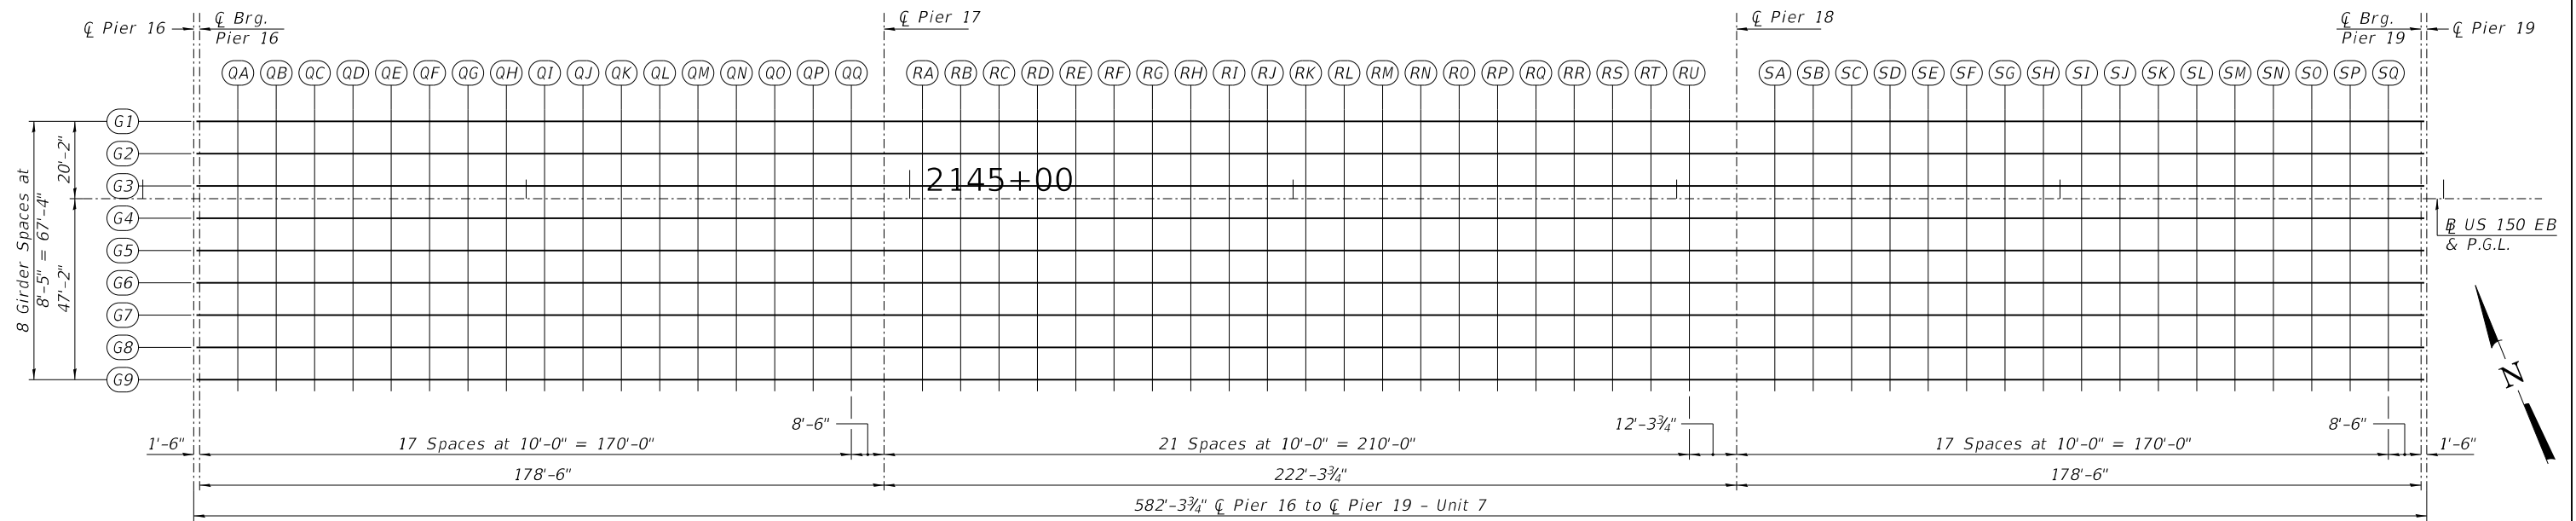 ℄ Pier 16
℄ Brg.
Pier 16
℄ Pier 17
℄ Pier 18
℄ Brg.
Pier 19
℄ Pier 19
QA QB QC QD QE QF QG QH QI QJ QK QL QM QN QO QP QQ RA RB RC RD RE RF RG RH RI RJ RK RL RM RN RO RP RQ RR RS RT RU SA SB SC SD SE SF SG SH SI SJ SK SL SM SN SO SP SQ
G1
G2
G3
G4
G5
G6
G7
G8
G9
8 Girder Spaces at
8'-5" = 67'-4"
20'-2"
47'-2"
2145+00
℄ US 150 EB
& P.G.L.
N
8'-6"
12'-3¾"
8'-6"
1'-6"
17 Spaces at 10'-0" = 170'-0"
21 Spaces at 10'-0" = 210'-0"
17 Spaces at 10'-0" = 170'-0"
1'-6"
178'-6"
222'-3¾"
178'-6"
582'-3¾" ℄ Pier 16 to ℄ Pier 19 - Unit 7